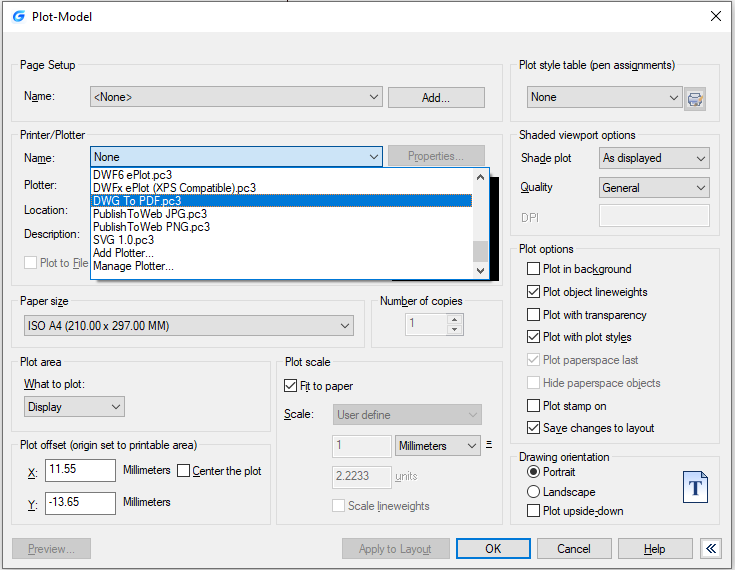 Plot-Model
Page Setup
Name:
<None>
Add...
Printer/Plotter
Name:
None
Properties...
Plotter:
Location:
Description:
Plot to File
DWF6 ePlot.pc3
DWFx ePlot (XPS Compatible).pc3
DWG To PDF.pc3
PublishToWeb JPG.pc3
PublishToWeb PNG.pc3
SVG 1.0.pc3
Add Plotter...
Manage Plotter...
Paper size
ISO A4 (210.00 x 297.00 MM)
Number of copies
1
Plot area
What to plot:
Display
Plot scale
Fit to paper
Scale:
User define
1
Millimeters
=
2.2233
units
Scale lineweights
Plot offset (origin set to printable area)
X:
11.55
Millimeters
Center the plot
Y:
-13.65
Millimeters
Plot style table (pen assignments)
None
Shaded viewport options
Shade plot
As displayed
Quality
General
DPI
Plot options
Plot in background
Plot object lineweights
Plot with transparency
Plot with plot styles
Plot paperspace last
Hide paperspace objects
Plot stamp on
Save changes to layout
Drawing orientation
Portrait
Landscape
Plot upside-down
T
Preview...
Apply to Layout
OK
Cancel
Help
«